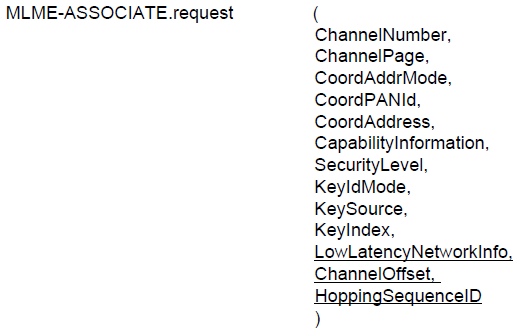 MLME-ASSOCIATE.request (
ChannelNumber,
ChannelPage,
CoordAddrMode,
CoordPANId,
CoordAddress,
CapabilityInformation,
SecurityLevel,
KeyIdMode,
KeySource,
KeyIndex,
LowLatencyNetworkInfo,
ChannelOffset,
HoppingSequenceID
)